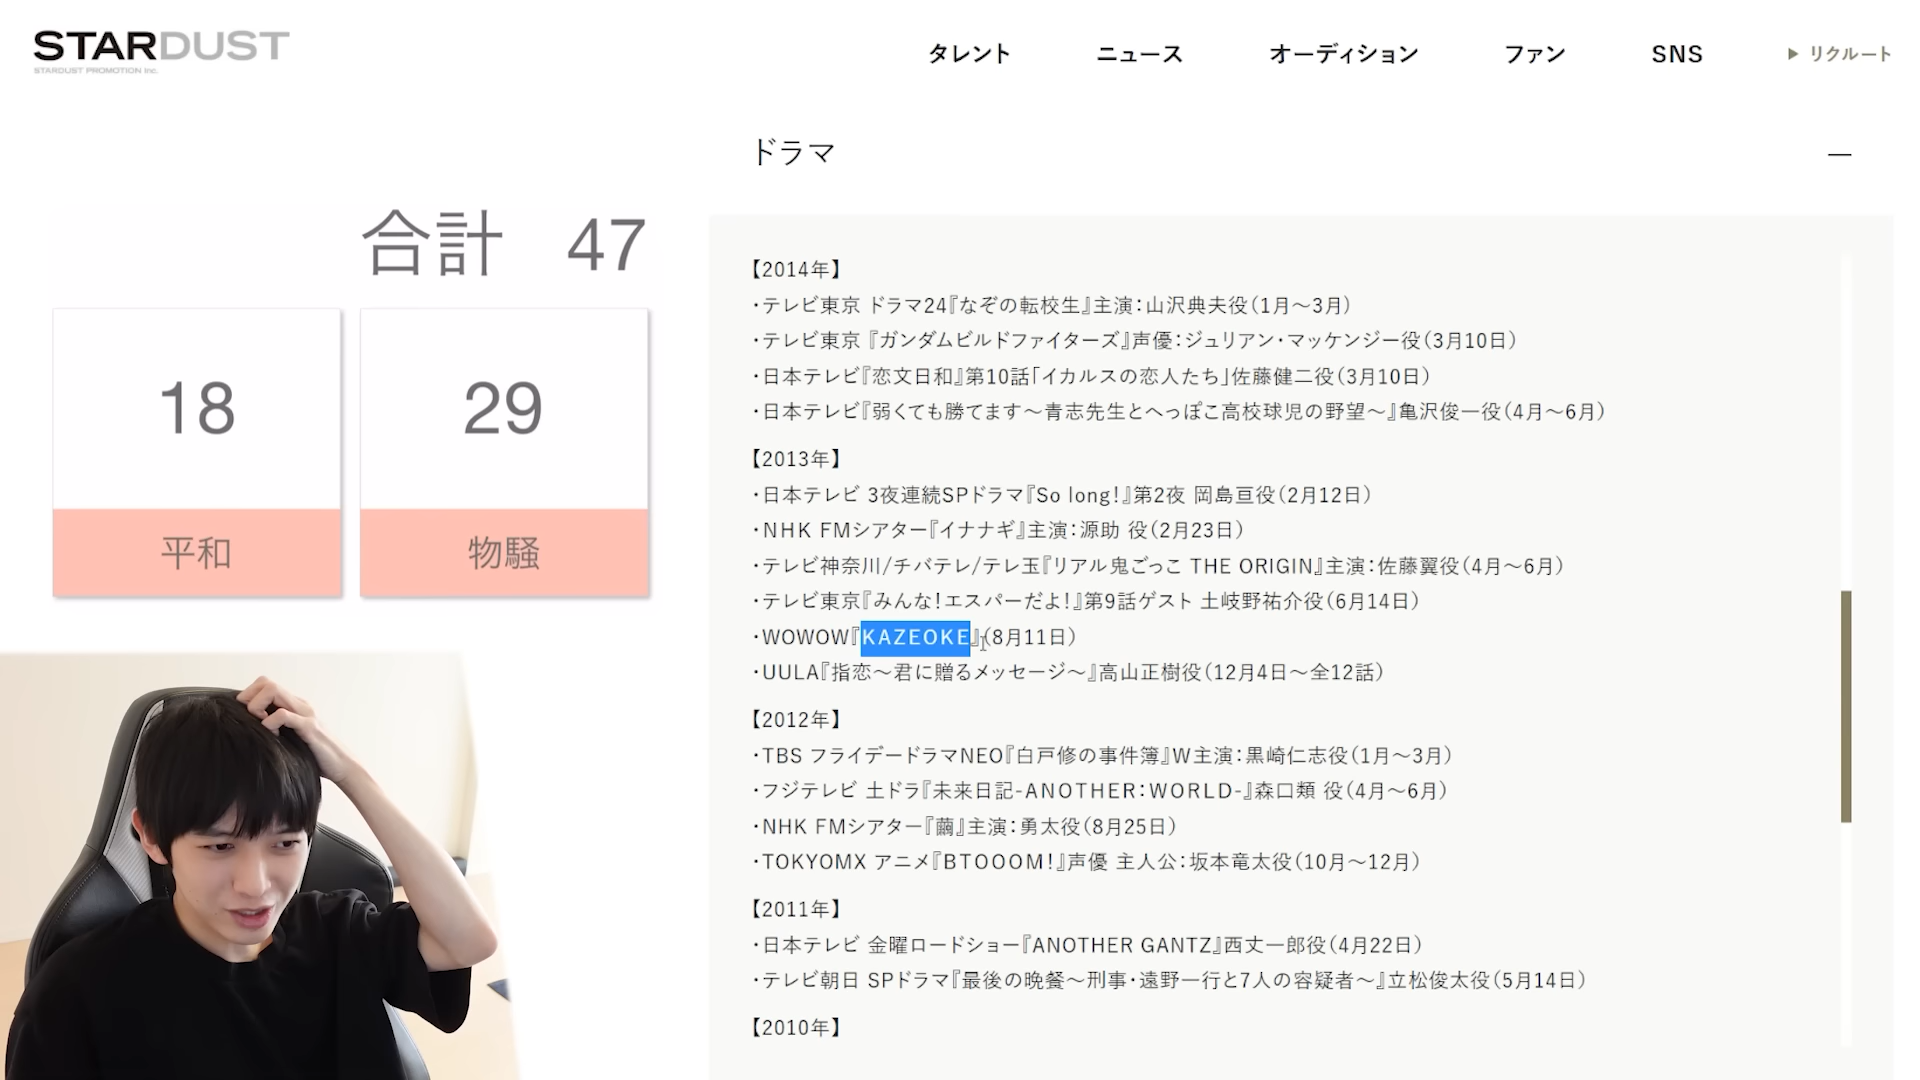 STARDUST
STARDUST PROMOTION Inc.
タレント
ニュース
オーディション
ファン
SNS
▶ リクルート
ドラマ
合計 47
18
29
平和
物騒
【2014年】
・テレビ東京 ドラマ24『なぞの転校生』主演：山沢典夫役（1月～3月）
・テレビ東京 『ガンダムビルドファイターズ』声優：ジュリアン・マッケンジー役（3月10日）
・日本テレビ『恋文日和』第10話「イカルスの恋人たち」佐藤健二役（3月10日）
・日本テレビ『弱くても勝てます～青志先生とへっぽこ高校球児の野望～』亀沢俊一役（4月～6月）
【2013年】
・日本テレビ 3夜連続SPドラマ『So long！』第2夜 岡島亘役（2月12日）
・NHK FMシアター『イナナギ』主演：源助 役（2月23日）
・テレビ神奈川/チバテレ/テレ玉『リアル鬼ごっこ THE ORIGIN』主演：佐藤翼役（4月～6月）
・テレビ東京『みんな！エスパーだよ！』第9話ゲスト 土岐野祐介役（6月14日）
・WOWOW『KAZEOKE』（8月11日）
・UULA『指恋～君に贈るメッセージ～』高山正樹役（12月4日～全12話）
【2012年】
・TBS フライデードラマNEO『白戸修の事件簿』W主演：黒崎仁志役（1月～3月）
・フジテレビ 土ドラ『未来日記-ANOTHER：WORLD-』森口類 役（4月～6月）
・NHK FMシアター『繭』主演：勇太役（8月25日）
・TOKYOMX アニメ『BTOOOM！』声優 主人公：坂本竜太役（10月～12月）
【2011年】
・日本テレビ 金曜ロードショー『ANOTHER GANTZ』西丈一郎役（4月22日）
・テレビ朝日 SPドラマ『最後の晩餐～刑事・遠野一行と7人の容疑者～』立松俊太役（5月14日）
【2010年】